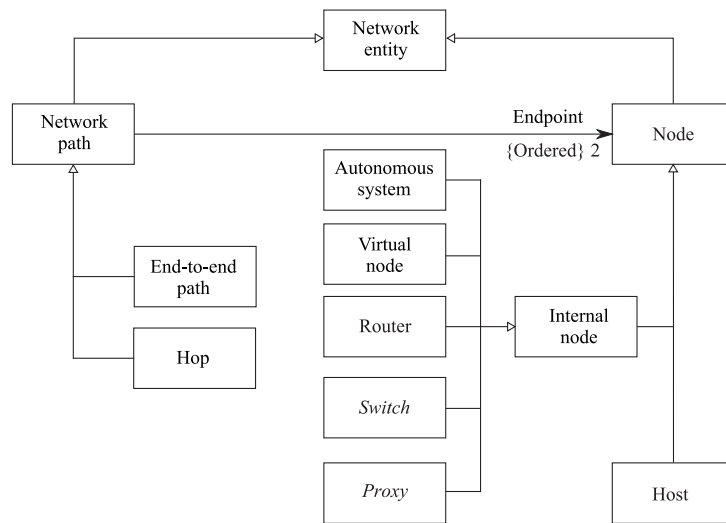 Network
entity
Network
path
Endpoint
{Ordered} 2
Node
Autonomous
system
Virtual
node
End-to-end
path
Router
Internal
node
Hop
Switch
Proxy
Host